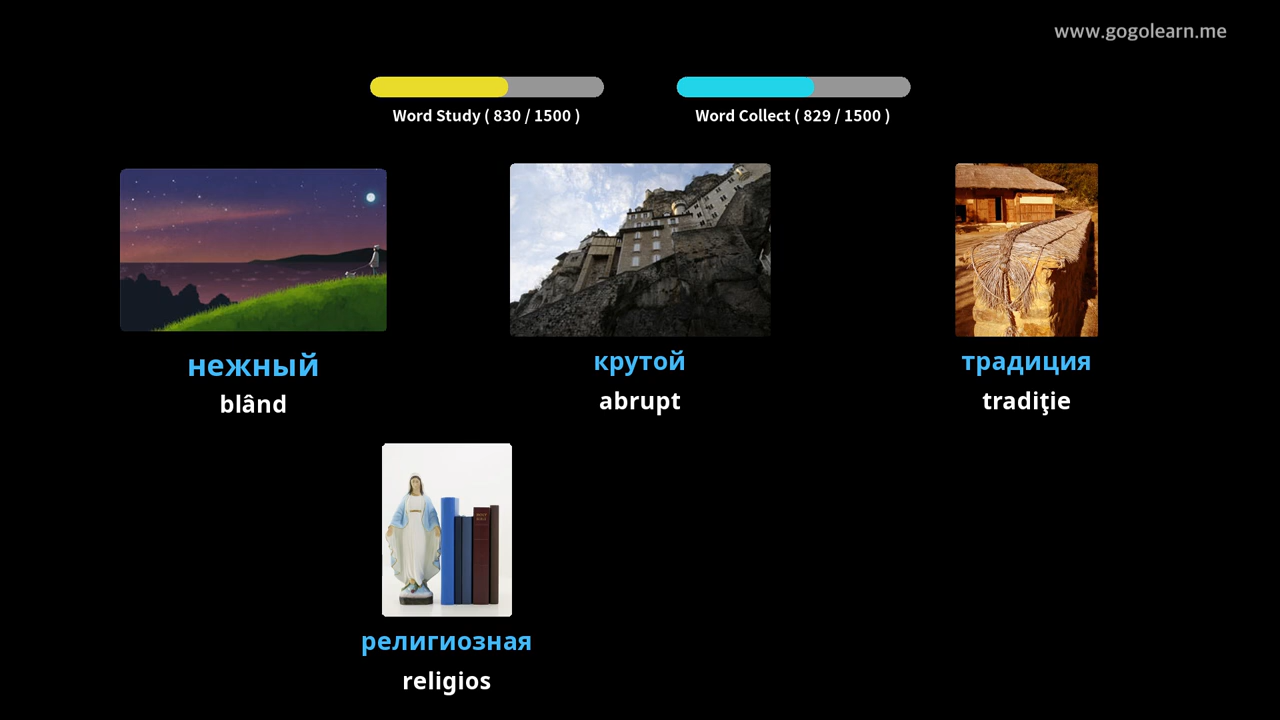 www.gogolearn.me
Word Study ( 830 / 1500 )
Word Collect ( 829 / 1500 )
нежный
крутой
традиция
blând
abrupt
tradiţie
религиозная
religios